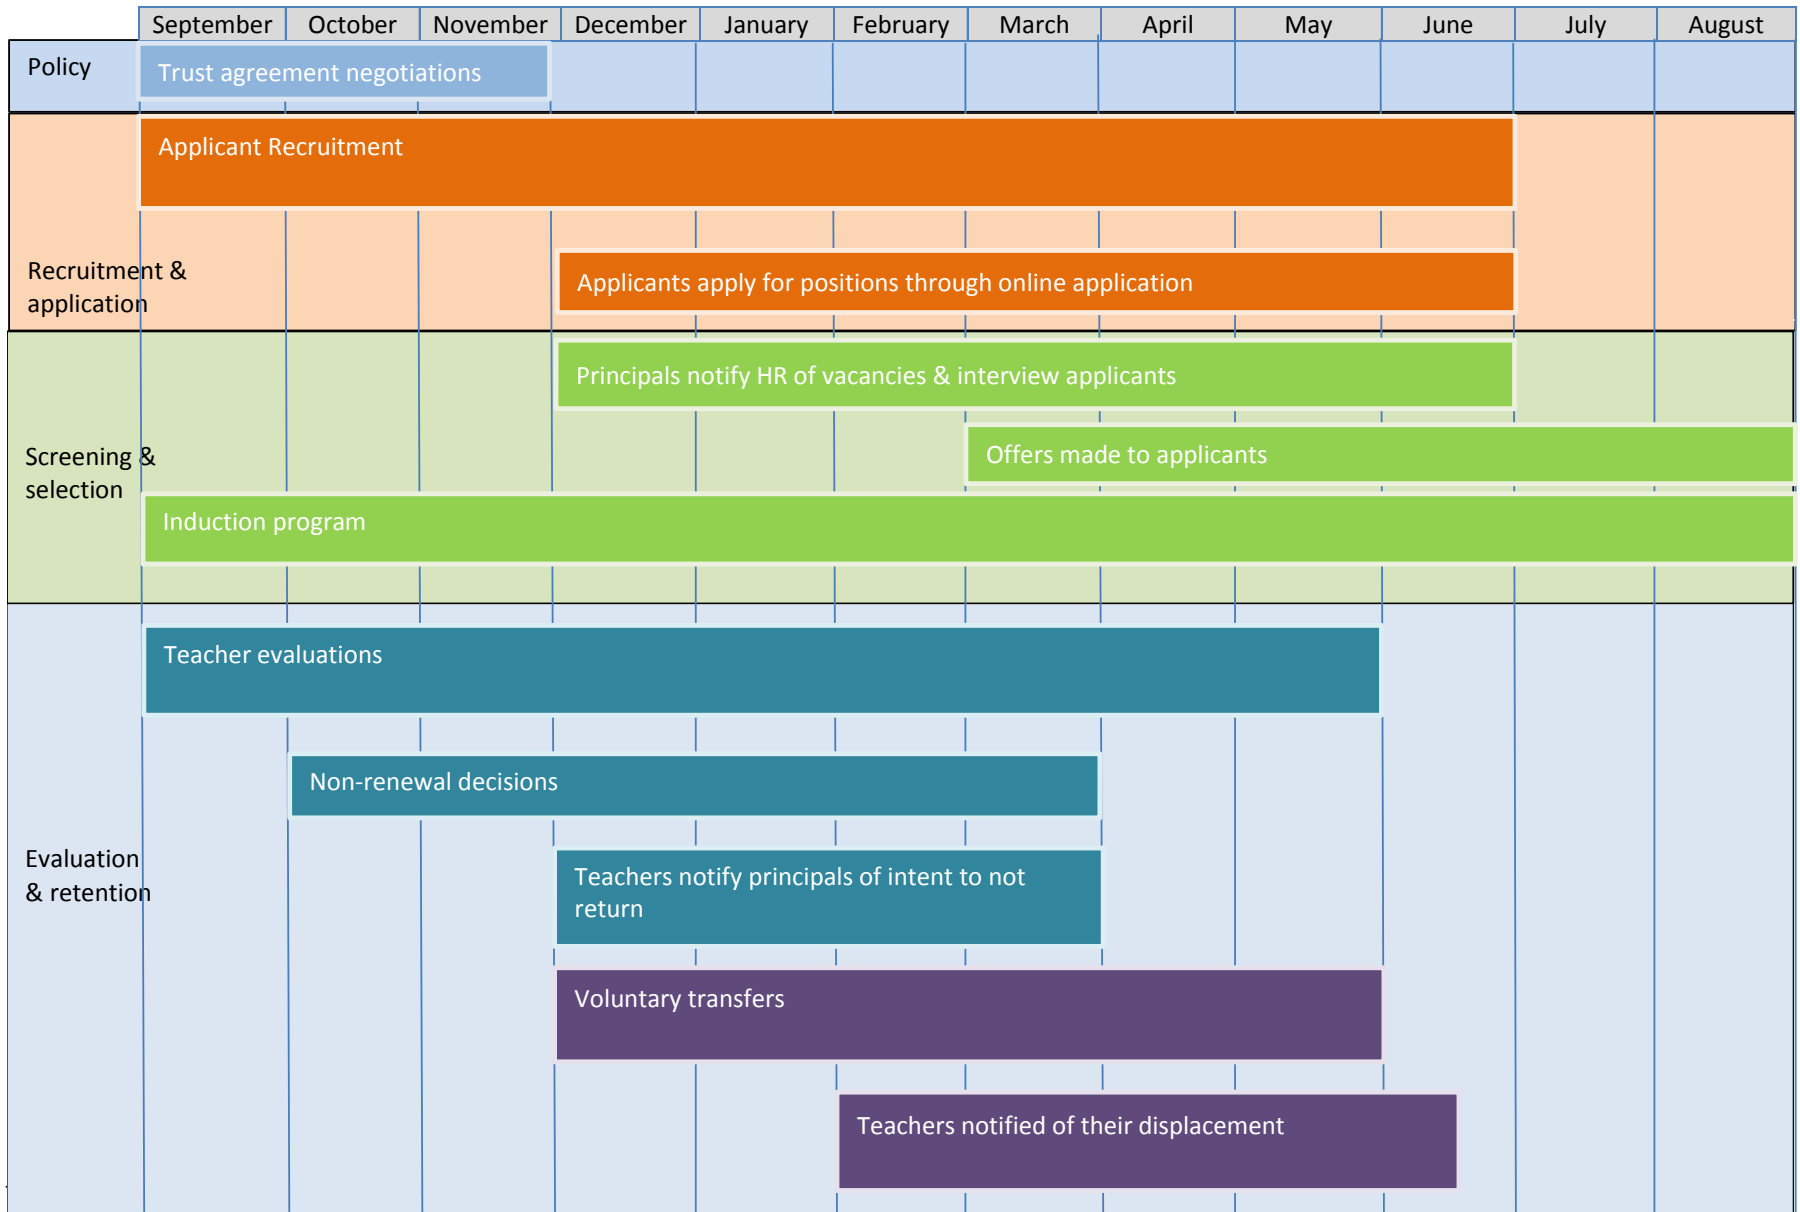 September October November December January February March April May June July August
Policy
Trust agreement negotiations
Applicant Recruitment
Recruitment &
application
Applicants apply for positions through online application
Principals notify HR of vacancies & interview applicants
Screening &
selection
Offers made to applicants
Induction program
Teacher evaluations
Non-renewal decisions
Evaluation
& retention
Teachers notify principals of intent to not
return
Voluntary transfers
Teachers notified of their displacement